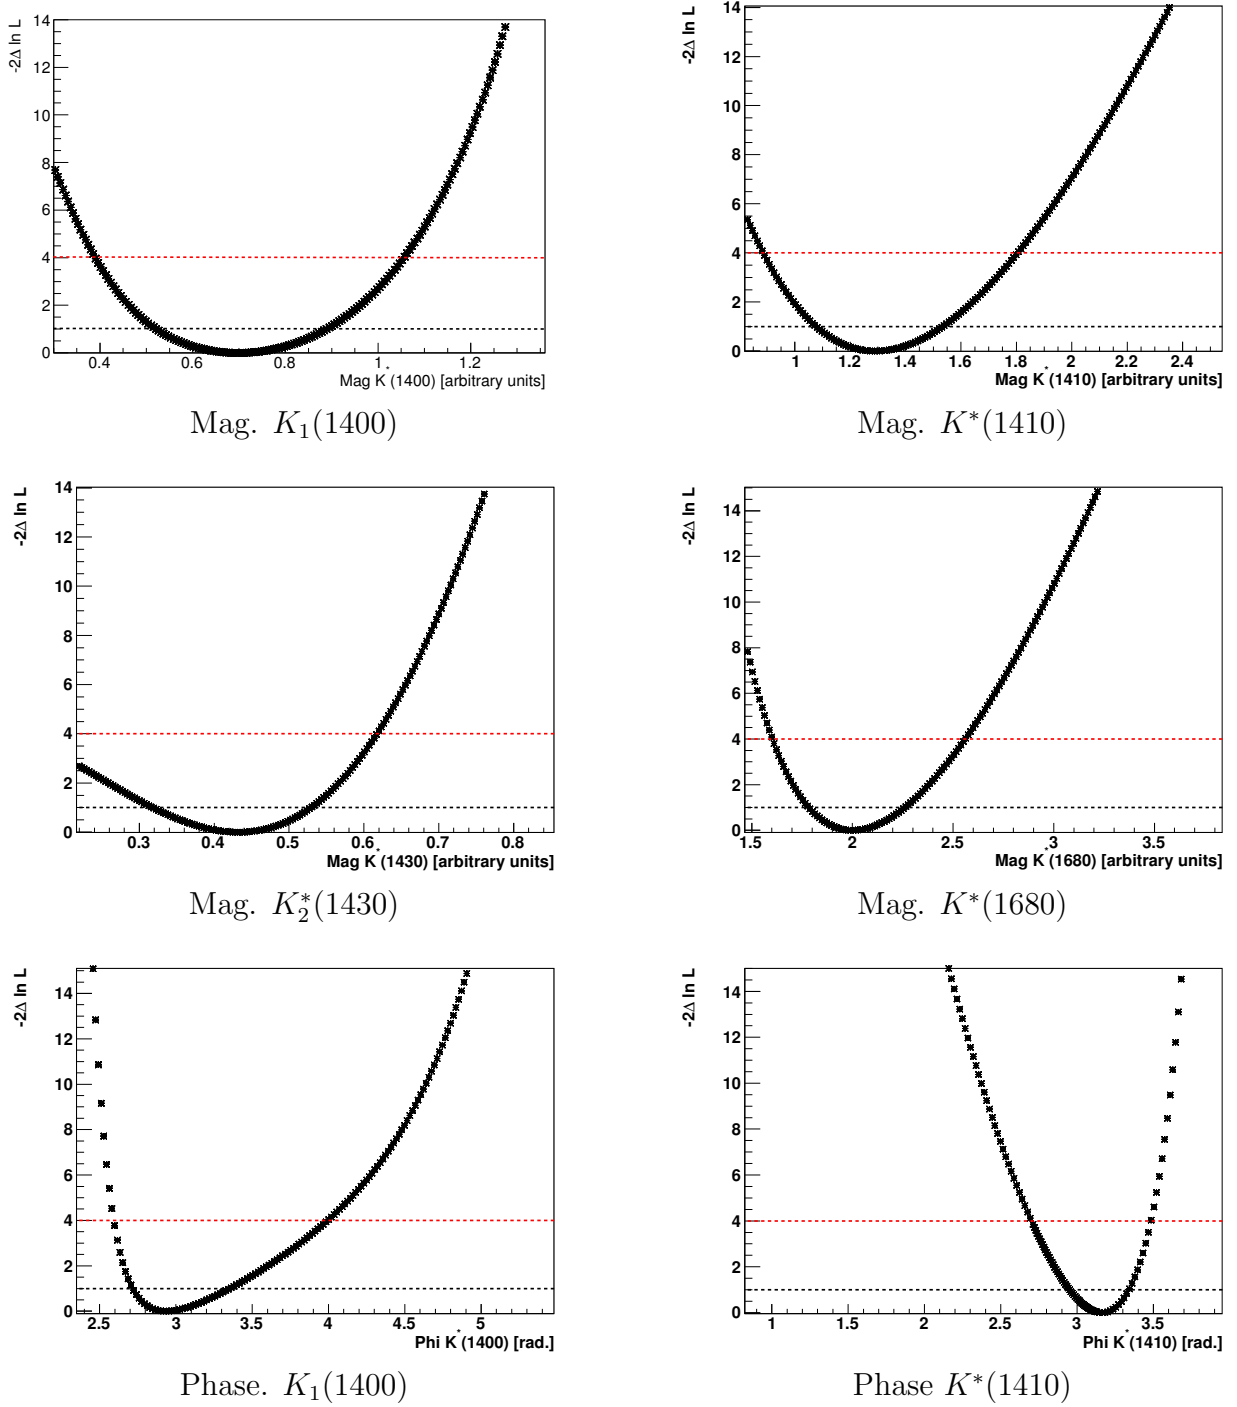 -2Δ ln L
14
12
10
8
6
4
2
0
0.4 0.6 0.8 1 1.2
Mag K*(1400) [arbitrary units]
Mag. K₁(1400)
-2Δ ln L
14
12
10
8
6
4
2
0
1 1.2 1.4 1.6 1.8 2 2.2 2.4
Mag K*(1410) [arbitrary units]
Mag. K*(1410)
-2Δ ln L
14
12
10
8
6
4
2
0
0.3 0.4 0.5 0.6 0.7 0.8
Mag K*(1430) [arbitrary units]
Mag. K₂*(1430)
-2Δ ln L
14
12
10
8
6
4
2
0
1.5 2 2.5 3 3.5
Mag K*(1680) [arbitrary units]
Mag. K*(1680)
-2Δ ln L
14
12
10
8
6
4
2
0
2.5 3 3.5 4 4.5 5
Phi K*(1400) [rad.]
Phase. K₁(1400)
-2Δ ln L
14
12
10
8
6
4
2
0
1 1.5 2 2.5 3 3.5
Phi K*(1410) [rad.]
Phase K*(1410)